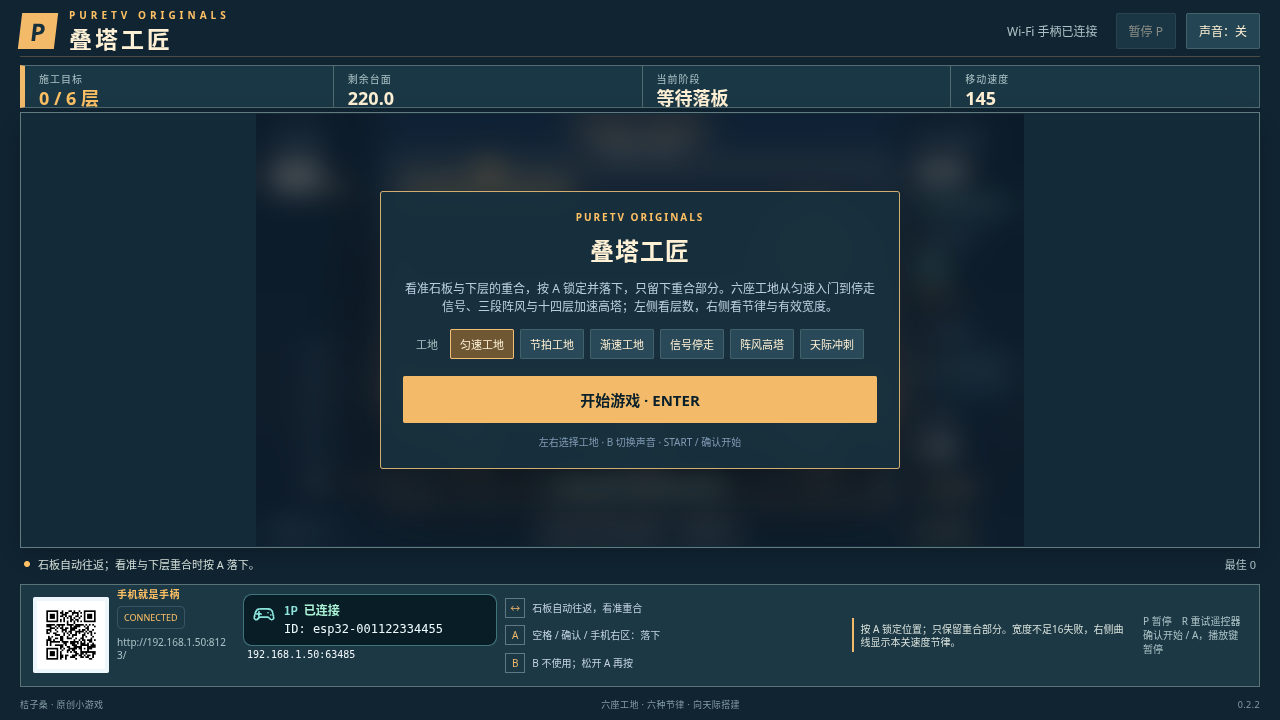 P
PURETV ORIGINALS
叠塔工匠
Wi-Fi 手柄已连接
暂停 P
声音：关
施工目标
0 / 6 层
剩余台面
220.0
当前阶段
等待落板
移动速度
145
PURETV ORIGINALS
叠塔工匠
看准石板与下层的重合，按 A 锁定并落下，只留下重合部分。六座工地从匀速入门到停走
信号、三段阵风与十四层加速高塔；左侧看层数，右侧看节律与有效宽度。
工地
匀速工地
节拍工地
渐速工地
信号停走
阵风高塔
天际冲刺
开始游戏 · ENTER
左右选择工地 · B 切换声音 · START / 确认开始
石板自动往返；看准与下层重合时按 A 落下。
最佳 0
手机就是手柄
CONNECTED
http://192.168.1.50:812
3/
1P 已连接
ID: esp32-001122334455
192.168.1.50:63485
↔ 石板自动往返，看准重合
A 空格 / 确认 / 手机右区：落下
B B 不使用；松开 A 再按
按 A 锁定位置；只保留重合部分。宽度不足16失败，右侧曲
线显示本关速度节律。
P 暂停 R 重试遥控器
确认开始 / A，播放键
暂停
桔子桑 · 原创小游戏
六座工地 · 六种节律 · 向天际搭建
0.2.2